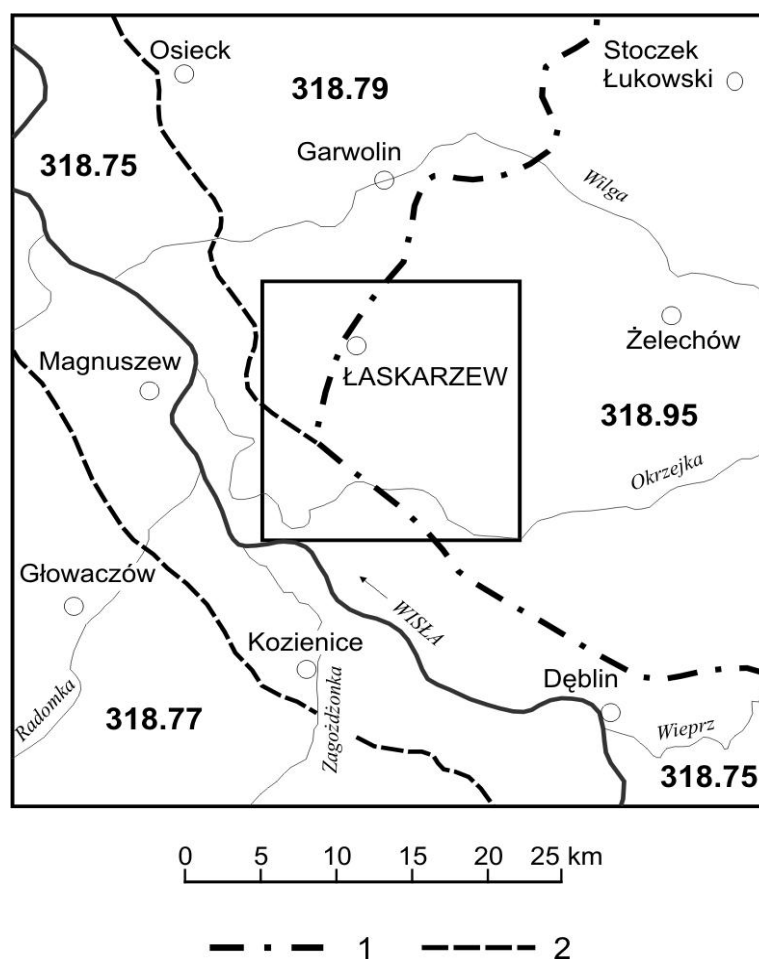 Osieck
Stoczek
Łukowski
318.79
Garwolin
318.75
Wilga
Żelechów
Magnuszew
ŁASKARZEW
318.95
Okrzejka
Głowaczów
WISŁA
Kozienice
Dęblin
Radomka
318.77
Zagożdżonka
Wieprz
318.75
0 5 10 15 20 25 km
1 2